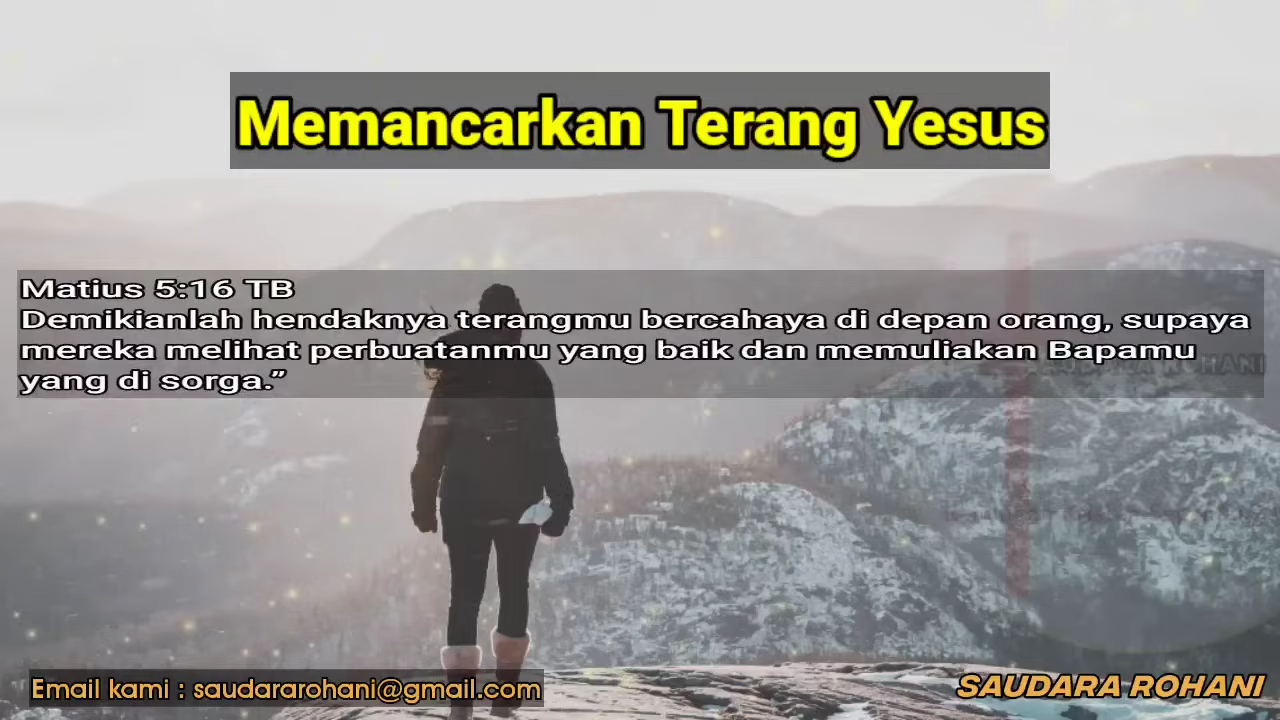 Memancarkan Terang Yesus
Matius 5:16 TB
Demikianlah hendaknya terangmu bercahaya di depan orang, supaya
mereka melihat perbuatanmu yang baik dan memuliakan Bapamu
yang di sorga.”
Email kami : saudararohani@gmail.com
SAUDARA ROHANI